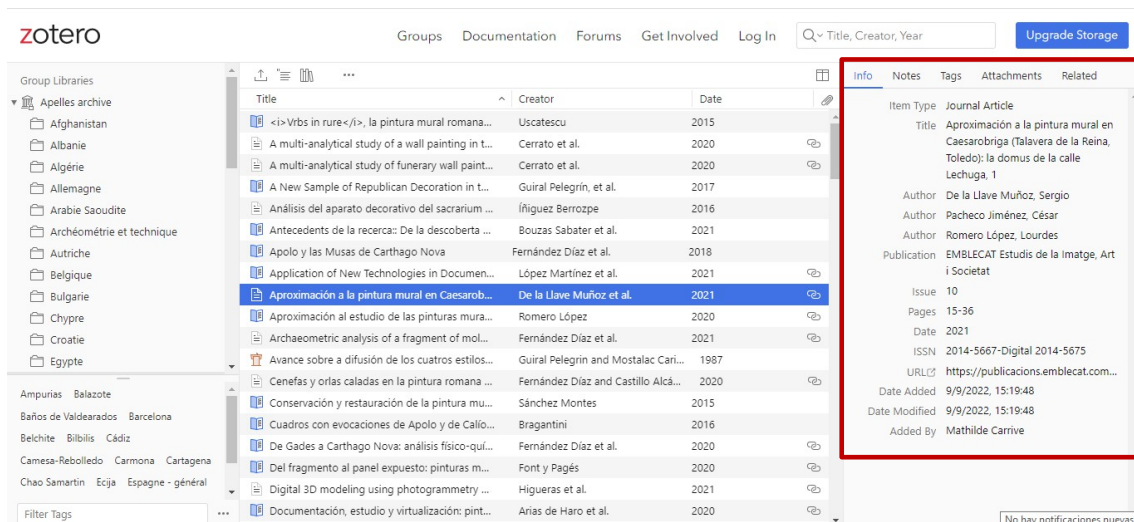 zotero
Groups Documentation Forums Get Involved Log In Title, Creator, Year Upgrade Storage
Group Libraries
Apelles archive
Afghanistan
Albanie
Algérie
Allemagne
Arabie Saoudite
Archéométrie et technique
Autriche
Belgique
Bulgarie
Chypre
Croatie
Egypte
Ampurias Balazote
Baños de Valdearados Barcelona
Belchite Bilbilis Cádiz
Camesa-Rebolledo Carmona Cartagena
Chao Samartin Ecija Espagne - général
Filter Tags ...
...
Title Creator Date
<i>Vrbs in rure</i>, la pintura mural romana... Uscatescu 2015
A multi-analytical study of a wall painting in t... Cerrato et al. 2020
A multi-analytical study of funerary wall paint... Cerrato et al. 2020
A New Sample of Republican Decoration in t... Guiral Pelegrín, et al. 2017
Análisis del aparato decorativo del sacrarium ... Íñiguez Berrozpe 2016
Antecedents de la recerca:: De la descoberta ... Bouzas Sabater et al. 2021
Apolo y las Musas de Carthago Nova Fernández Díaz et al. 2018
Application of New Technologies in Documen... López Martínez et al. 2021
Aproximación a la pintura mural en Caesarob... De la Llave Muñoz et al. 2021
Aproximación al estudio de las pinturas mura... Romero López 2020
Archaeometric analysis of a fragment of mol... Fernández Díaz et al. 2021
Avance sobre a difusión de los cuatros estilos... Guiral Pelegrin and Mostalac Cari... 1987
Cenefas y orlas caladas en la pintura romana ... Fernández Díaz and Castillo Alcá... 2020
Conservación y restauración de la pintura mu... Sánchez Montes 2015
Cuadros con evocaciones de Apolo y de Calío... Bragantini 2016
De Gades a Carthago Nova: análisis físico-quí... Fernández Díaz et al. 2020
Del fragmento al panel expuesto: pinturas m... Font y Pagés 2020
Digital 3D modeling using photogrammetry ... Higueras et al. 2021
Documentación, estudio y virtualización: pint... Arias de Haro et al. 2020
Info Notes Tags Attachments Related
Item Type Journal Article
Title Aproximación a la pintura mural en
Caesarobriga (Talavera de la Reina,
Toledo): la domus de la calle
Lechuga, 1
Author De la Llave Muñoz, Sergio
Author Pacheco Jiménez, César
Author Romero López, Lourdes
Publication EMBLECAT Estudis de la Imatge, Art
i Societat
Issue 10
Pages 15-36
Date 2021
ISSN 2014-5667-Digital 2014-5675
URL https://publicacions.emblecat.com...
Date Added 9/9/2022, 15:19:48
Date Modified 9/9/2022, 15:19:48
Added By Mathilde Carrive
No hay notificaciones nuevas